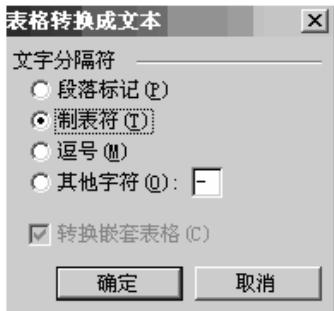 表格转换成文本
文字分隔符
段落标记(P)
制表符(T)
逗号(M)
其他字符(O): -
转换嵌套表格(C)
确定 取消